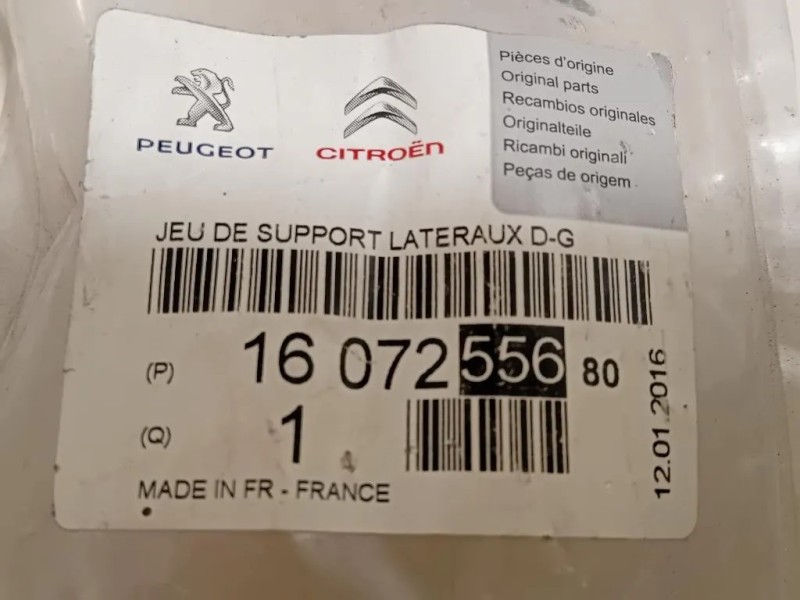 PEUGEOT
CITROËN
Pièces d'origine
Original parts
Recambios originales
Originalteile
Ricambi originali
Peças de origem
JEU DE SUPPORT LATERAUX D-G
(P) 16 072 556 80
(Q) 1
MADE IN FR - FRANCE
12.01.2016